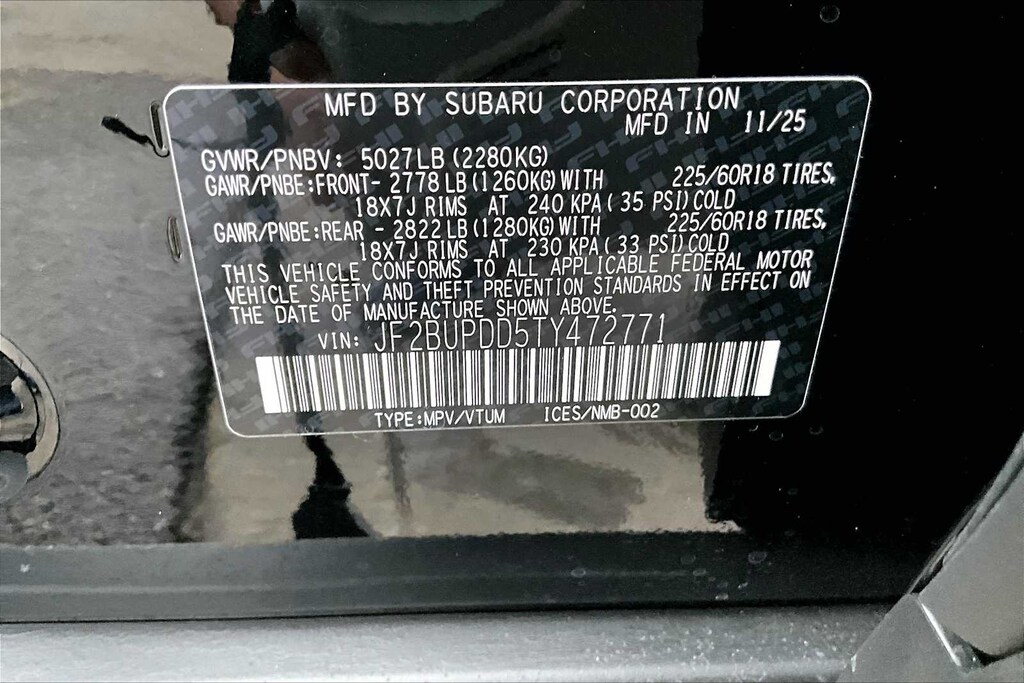 MFD BY SUBARU CORPORATION
MFD IN 11/25
GVWR/PNBV: 5027LB (2280KG)
GAWR/PNBE:FRONT- 2778 LB (1260KG) WITH 225/60R18 TIRES,
18X7J RIMS AT 240 KPA ( 35 PSI) COLD
GAWR/PNBE:REAR - 2822 LB (1280KG) WITH 225/60R18 TIRES,
18X7J RIMS AT 230 KPA ( 33 PSI) COLD
THIS VEHICLE CONFORMS TO ALL APPLICABLE FEDERAL MOTOR
VEHICLE SAFETY AND THEFT PREVENTION STANDARDS IN EFFECT ON
THE DATE OF MANUFACTURE SHOWN ABOVE.
VIN: JF2BUPDD5TY472771
TYPE:MPV/VTUM ICES/NMB-002